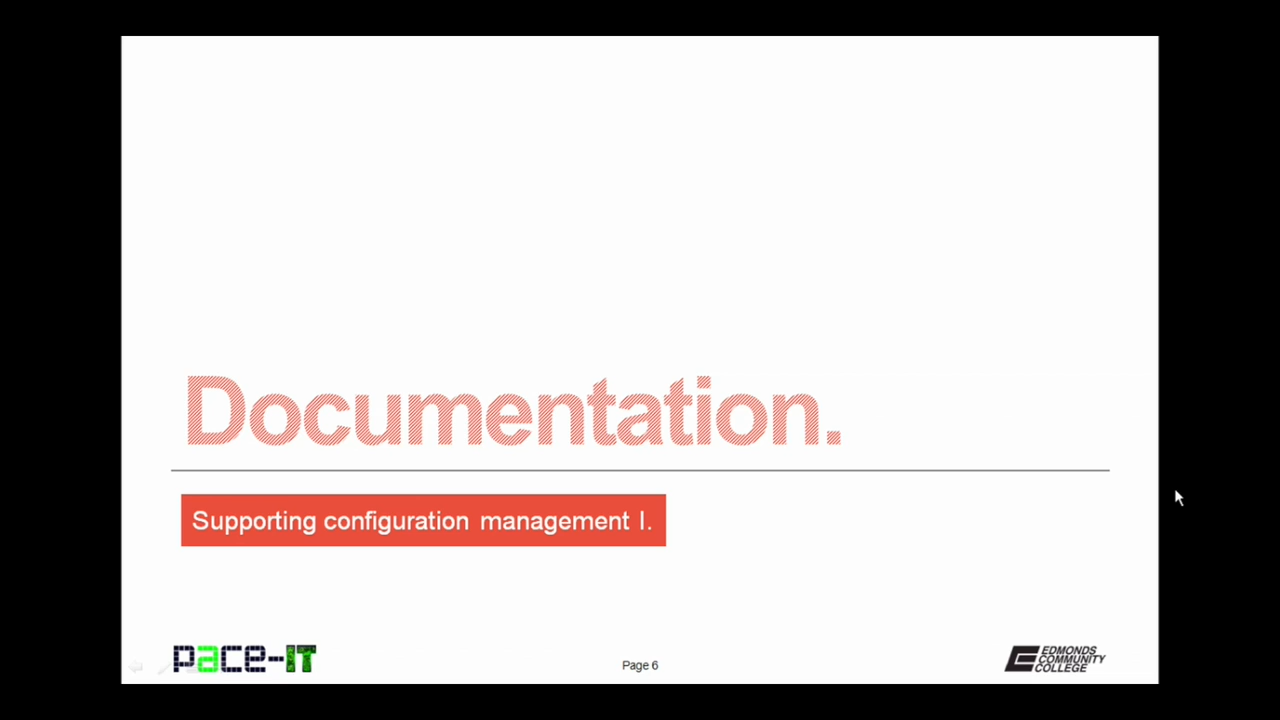 Documentation.
Supporting configuration management I.
pace-IT
Page 6
EDMONDS
COMMUNITY
COLLEGE